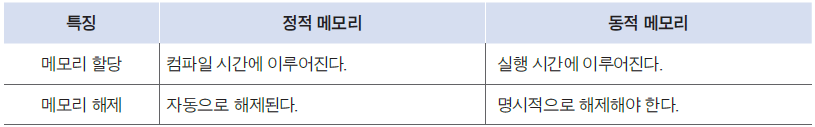 특징 정적 메모리 동적 메모리
메모리 할당 컴파일 시간에 이루어진다. 실행 시간에 이루어진다.
메모리 해제 자동으로 해제된다. 명시적으로 해제해야 한다.